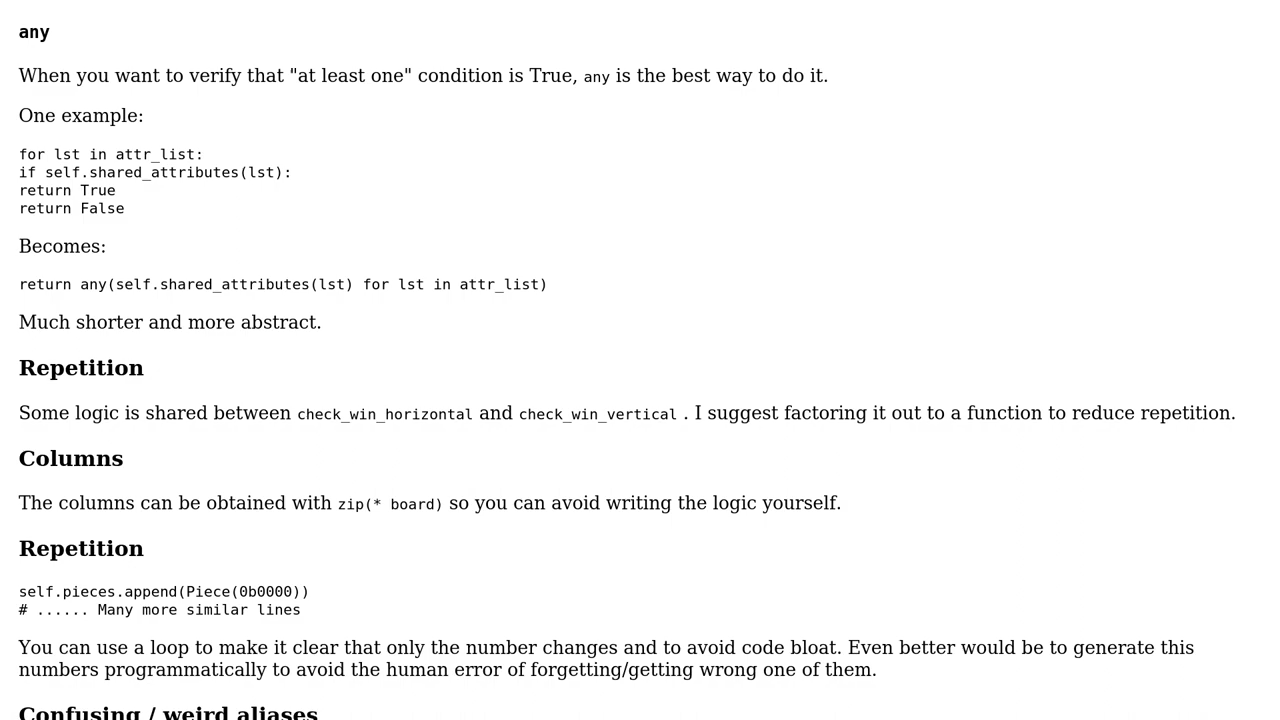 any
When you want to verify that "at least one" condition is True, any is the best way to do it.
One example:
for lst in attr_list:
if self.shared_attributes(lst):
return True
return False
Becomes:
return any(self.shared_attributes(lst) for lst in attr_list)
Much shorter and more abstract.
Repetition
Some logic is shared between check_win_horizontal and check_win_vertical . I suggest factoring it out to a function to reduce repetition.
Columns
The columns can be obtained with zip(* board) so you can avoid writing the logic yourself.
Repetition
self.pieces.append(Piece(0b0000))
# ...... Many more similar lines
You can use a loop to make it clear that only the number changes and to avoid code bloat. Even better would be to generate this
numbers programmatically to avoid the human error of forgetting/getting wrong one of them.
Confusing / weird aliases